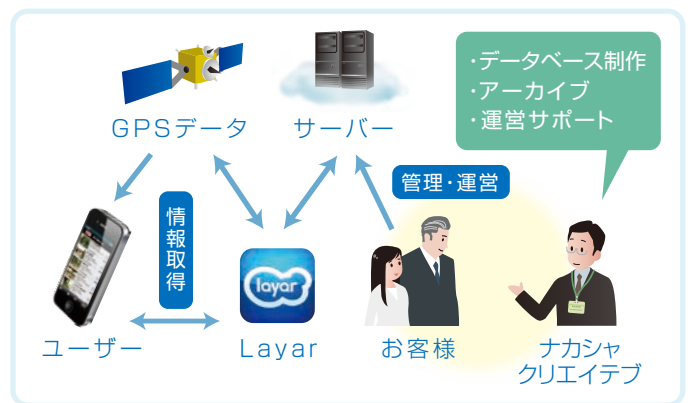 ・データベース制作
・アーカイブ
・運営サポート
GPSデータ
サーバー
管理・運営
情報取得
layar
ユーザー
Layar
お客様
ナカシャ
クリエイテブ